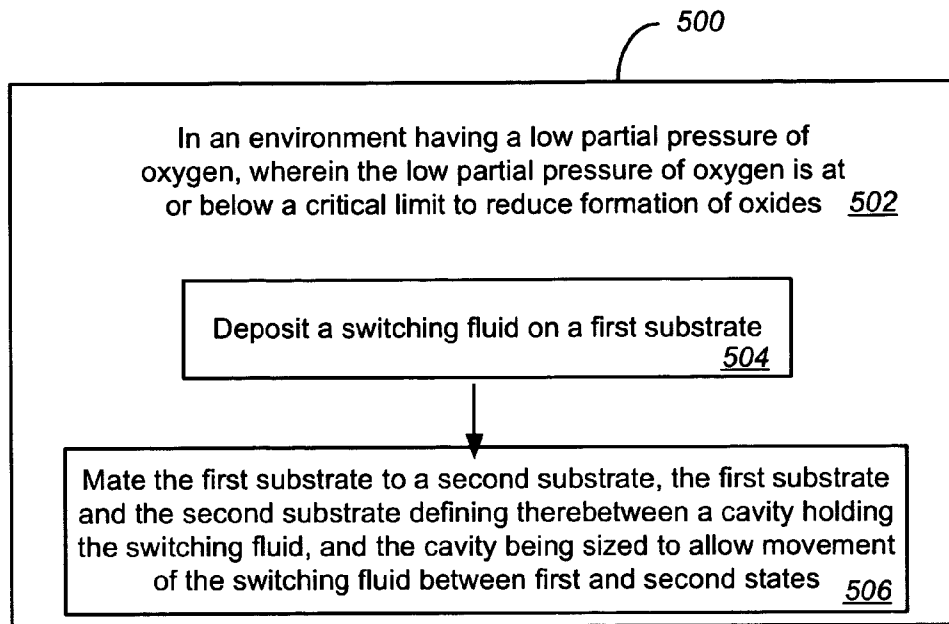 500
In an environment having a low partial pressure of
oxygen, wherein the low partial pressure of oxygen is at
or below a critical limit to reduce formation of oxides 502
Deposit a switching fluid on a first substrate
504
Mate the first substrate to a second substrate, the first substrate
and the second substrate defining therebetween a cavity holding
the switching fluid, and the cavity being sized to allow movement
of the switching fluid between first and second states 506